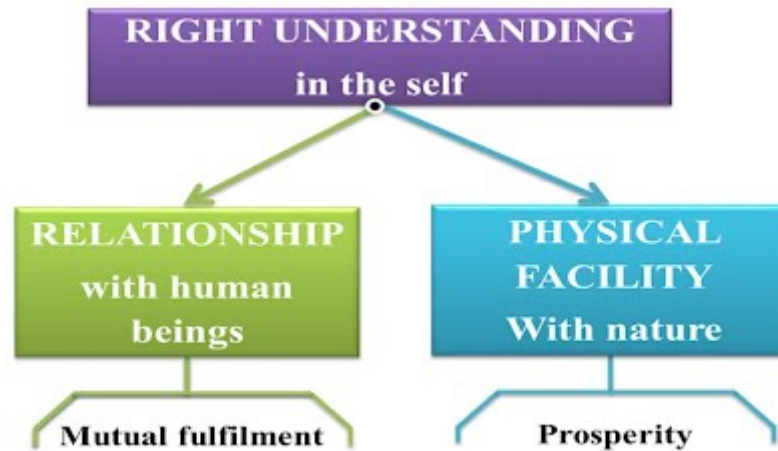 RIGHT UNDERSTANDING
in the self
RELATIONSHIP
with human
beings
PHYSICAL
FACILITY
With nature
Mutual fulfilment
Prosperity